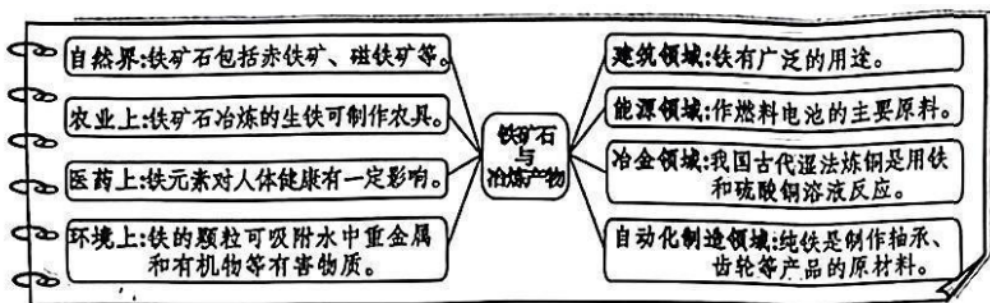 自然界:铁矿石包括赤铁矿、磁铁矿等。
农业上:铁矿石冶炼的生铁可制作农具。
医药上:铁元素对人体健康有一定影响。
环境上:铁的颗粒可吸附水中重金属
和有机物等有害物质。
铁矿石
与
冶炼产物
建筑领域:铁有广泛的用途。
能源领域:作燃料电池的主要原料。
冶金领域:我国古代湿法炼铜是用铁
和硫酸铜溶液反应。
自动化制造领域:纯铁是制作轴承、
齿轮等产品的原材料。